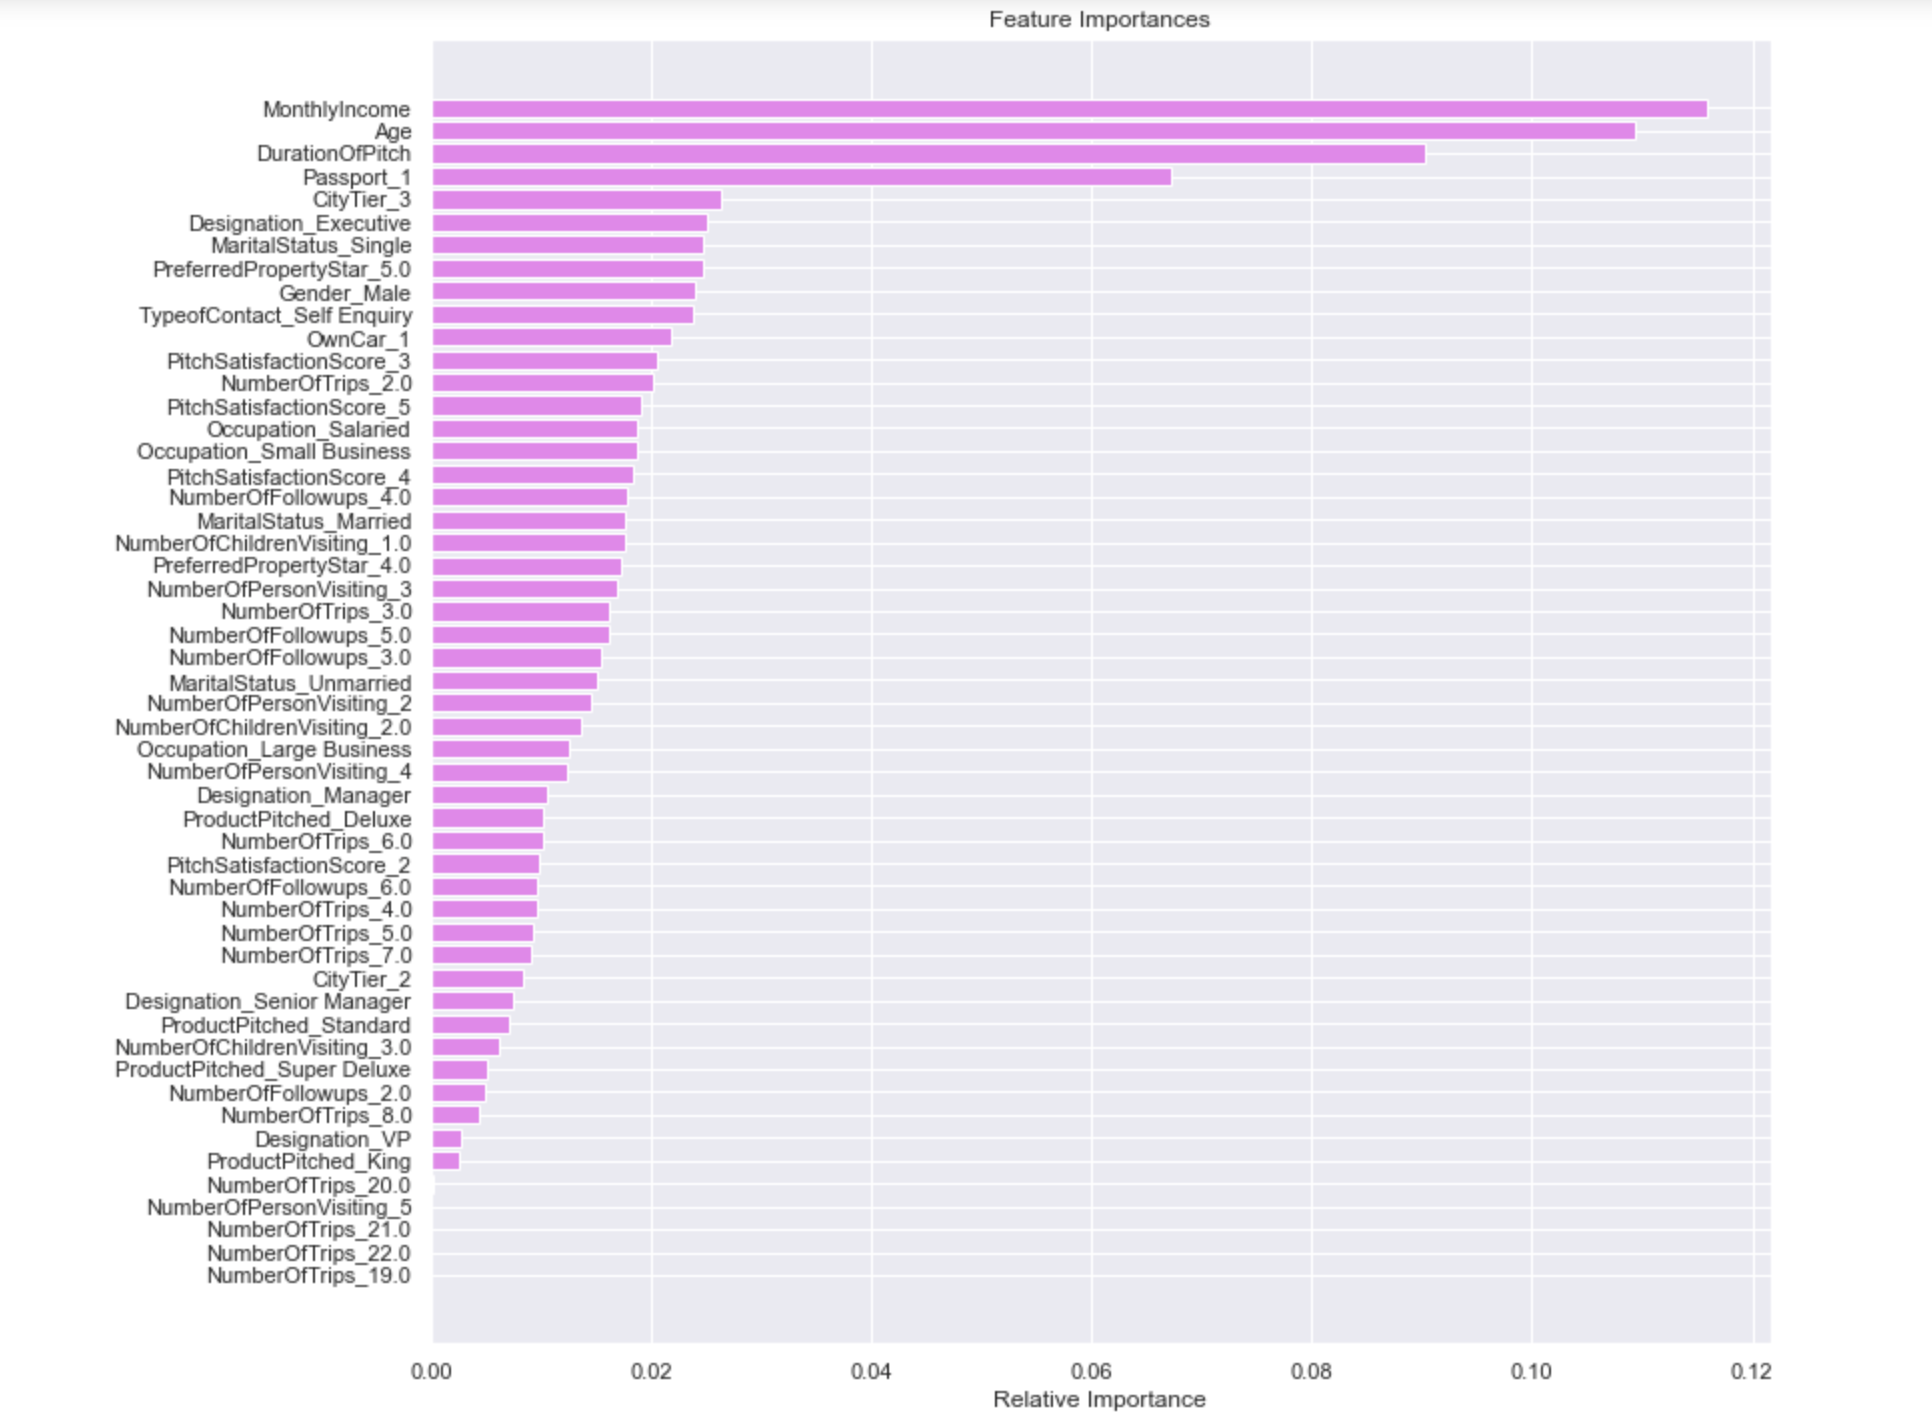 Feature Importances
MonthlyIncome
Age
DurationOfPitch
Passport_1
CityTier_3
Designation_Executive
MaritalStatus_Single
PreferredPropertyStar_5.0
Gender_Male
TypeofContact_Self Enquiry
OwnCar_1
PitchSatisfactionScore_3
NumberOfTrips_2.0
PitchSatisfactionScore_5
Occupation_Salaried
Occupation_Small Business
PitchSatisfactionScore_4
NumberOfFollowups_4.0
MaritalStatus_Married
NumberOfChildrenVisiting_1.0
PreferredPropertyStar_4.0
NumberOfPersonVisiting_3
NumberOfTrips_3.0
NumberOfFollowups_5.0
NumberOfFollowups_3.0
MaritalStatus_Unmarried
NumberOfPersonVisiting_2
NumberOfChildrenVisiting_2.0
Occupation_Large Business
NumberOfPersonVisiting_4
Designation_Manager
ProductPitched_Deluxe
NumberOfTrips_6.0
PitchSatisfactionScore_2
NumberOfFollowups_6.0
NumberOfTrips_4.0
NumberOfTrips_5.0
NumberOfTrips_7.0
CityTier_2
Designation_Senior Manager
ProductPitched_Standard
NumberOfChildrenVisiting_3.0
ProductPitched_Super Deluxe
NumberOfFollowups_2.0
NumberOfTrips_8.0
Designation_VP
ProductPitched_King
NumberOfTrips_20.0
NumberOfPersonVisiting_5
NumberOfTrips_21.0
NumberOfTrips_22.0
NumberOfTrips_19.0
0.00 0.02 0.04 0.06 0.08 0.10 0.12
Relative Importance